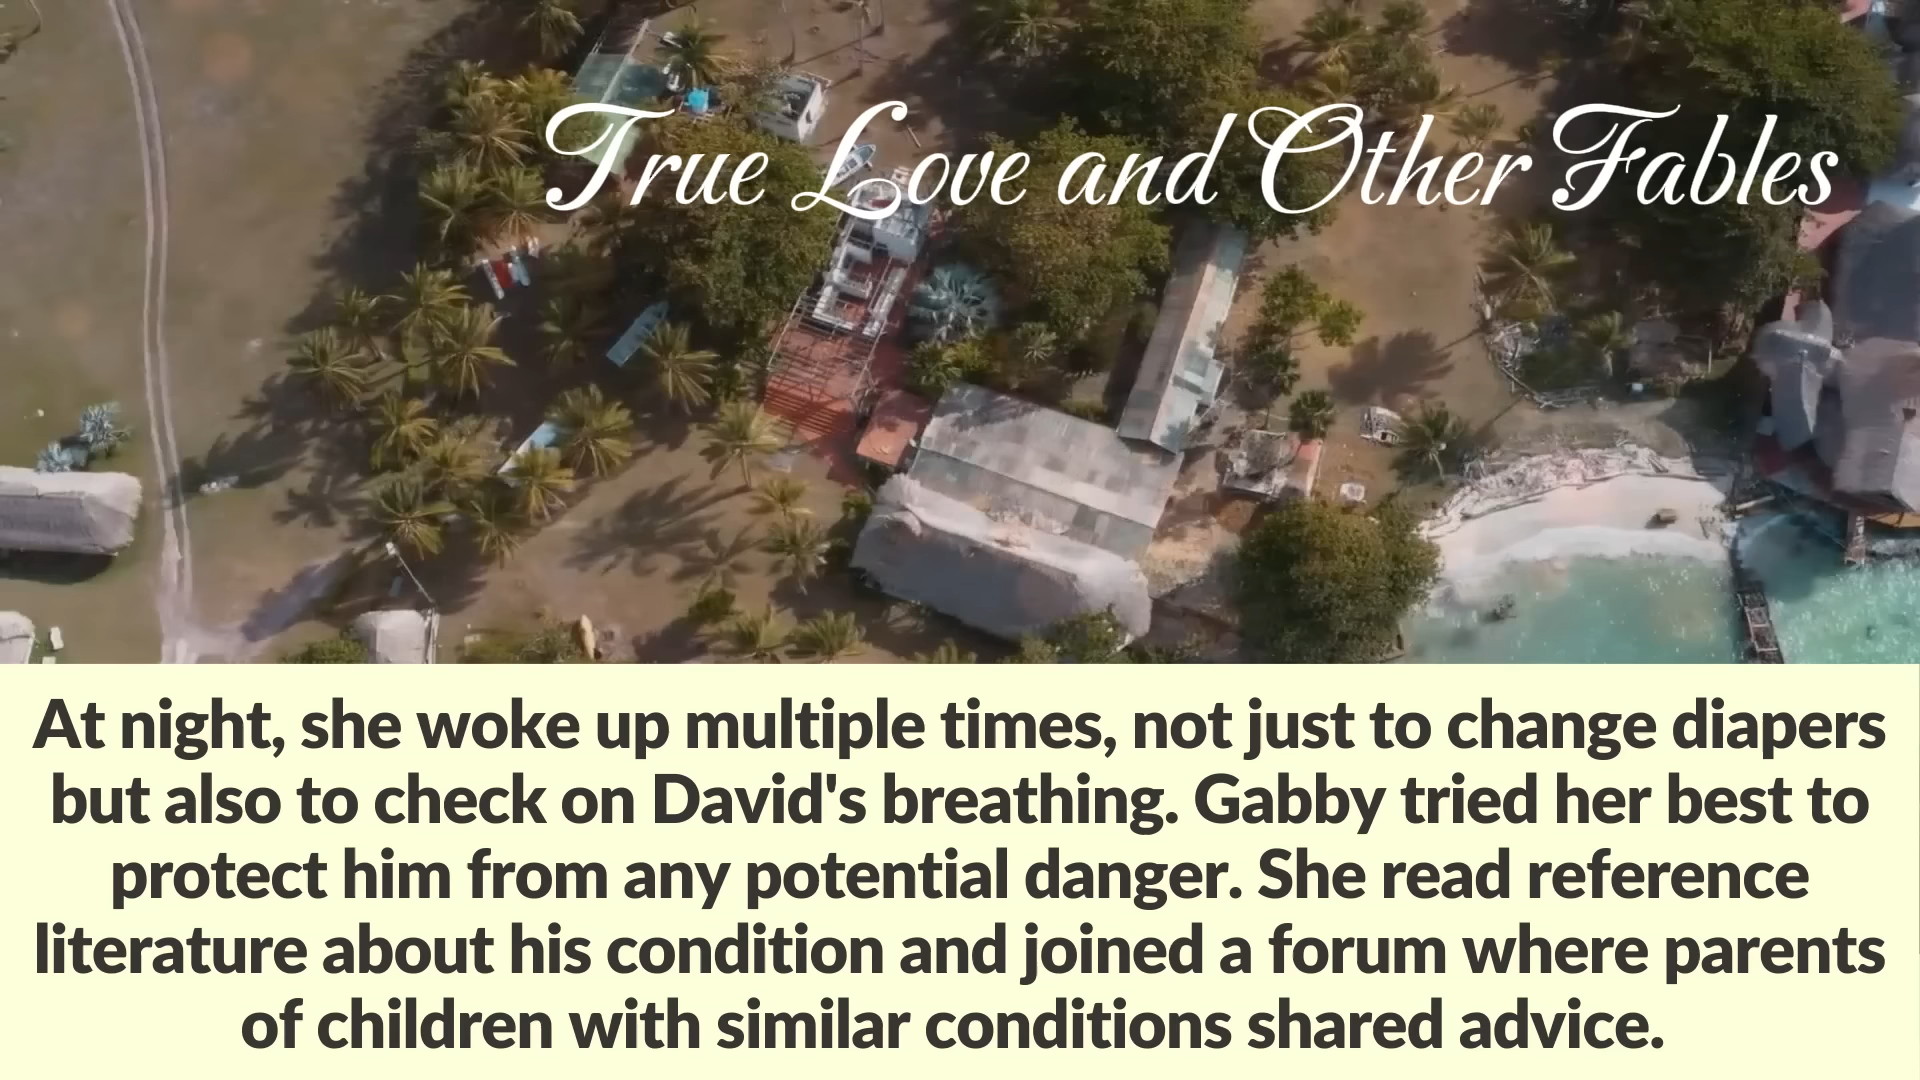 True Love and Other Fables
At night, she woke up multiple times, not just to change diapers
but also to check on David's breathing. Gabby tried her best to
protect him from any potential danger. She read reference
literature about his condition and joined a forum where parents
of children with similar conditions shared advice.